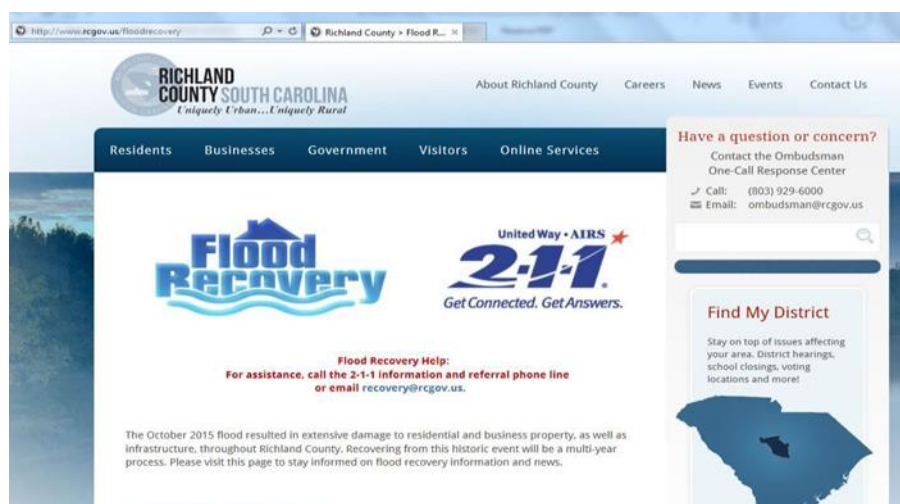 http://www.rcgov.us/floodrecovery
Richland County > Flood R...
RICHLAND
COUNTY SOUTH CAROLINA
Uniquely Urban...Uniquely Rural
About Richland County Careers News Events Contact Us
Residents Businesses Government Visitors Online Services
Have a question or concern?
Contact the Ombudsman
One-Call Response Center
Call: (803) 929-6000
Email: ombudsman@rcgov.us
Flood
Recovery
United Way • AIRS
2-1-1.
Get Connected. Get Answers.
Find My District
Stay on top of issues affecting
your area. District hearings,
school closings, voting
locations and more!
Flood Recovery Help:
For assistance, call the 2-1-1 information and referral phone line
or email recovery@rcgov.us.
The October 2015 flood resulted in extensive damage to residential and business property, as well as
infrastructure, throughout Richland County. Recovering from this historic event will be a multi-year
process. Please visit this page to stay informed on flood recovery information and news.